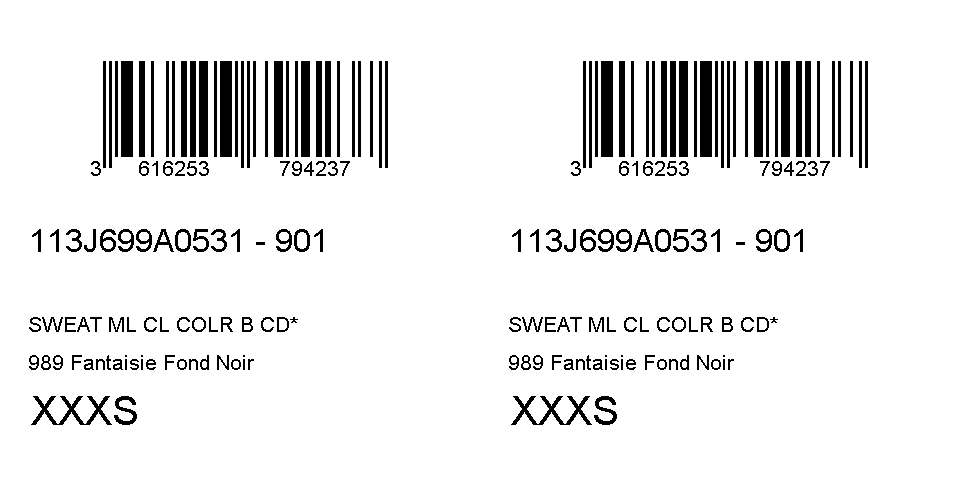 3 616253 794237
113J699A0531 - 901
SWEAT ML CL COLR B CD*
989 Fantaisie Fond Noir
XXXS
3 616253 794237
113J699A0531 - 901
SWEAT ML CL COLR B CD*
989 Fantaisie Fond Noir
XXXS